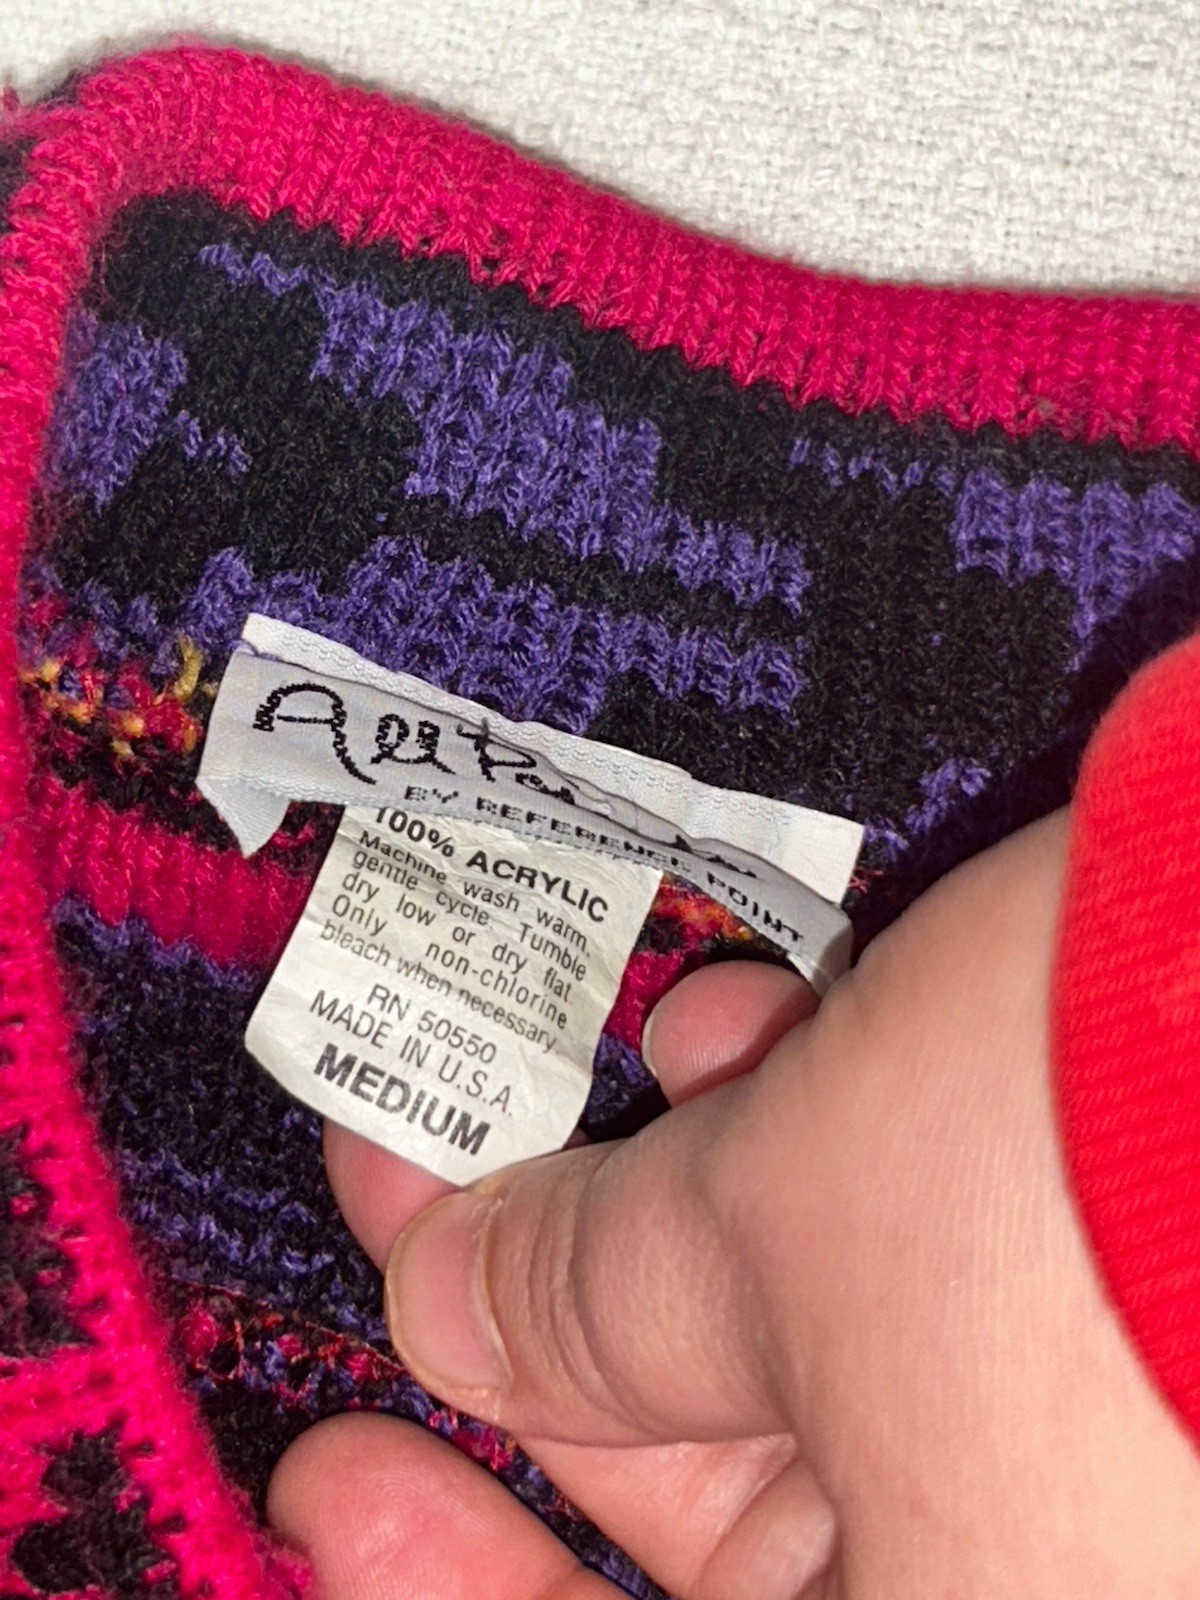 BY REFERENCE POINT
100% ACRYLIC
Machine wash warm,
gentle cycle. Tumble
dry low or dry flat.
Only non-chlorine
bleach when necessary.
RN 50550
MADE IN U.S.A.
MEDIUM